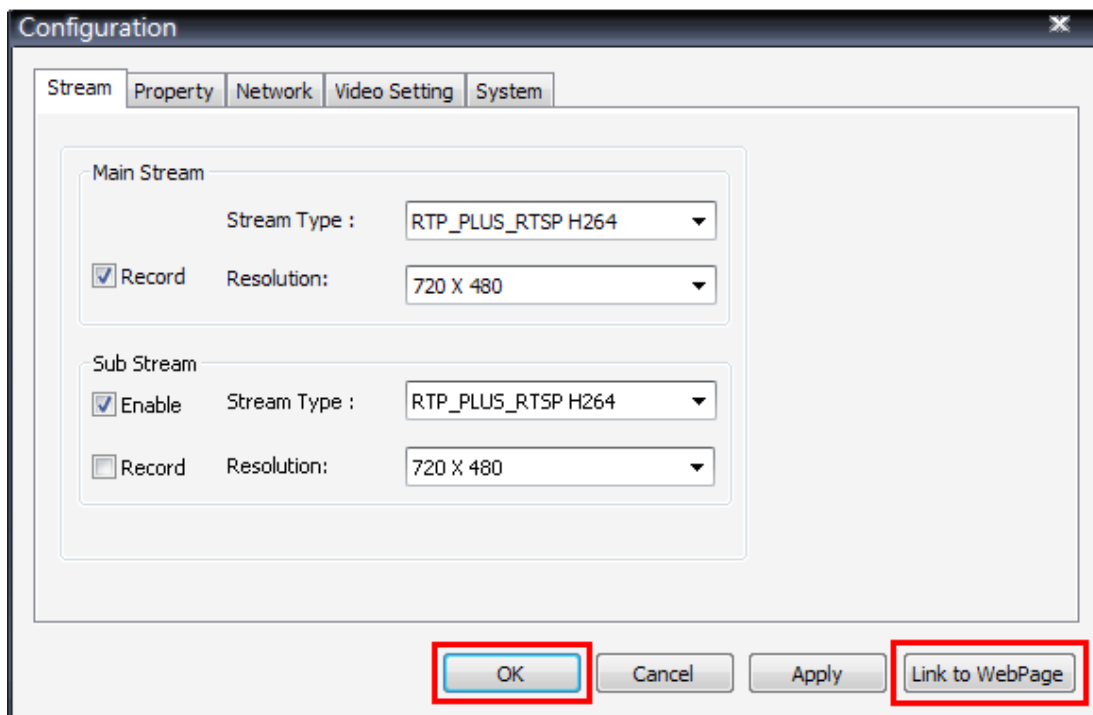 Configuration
Stream Property Network Video Setting System
Main Stream
Stream Type : RTP_PLUS_RTSP H264
Record Resolution: 720 X 480
Sub Stream
Enable Stream Type : RTP_PLUS_RTSP H264
Record Resolution: 720 X 480
OK Cancel Apply Link to WebPage